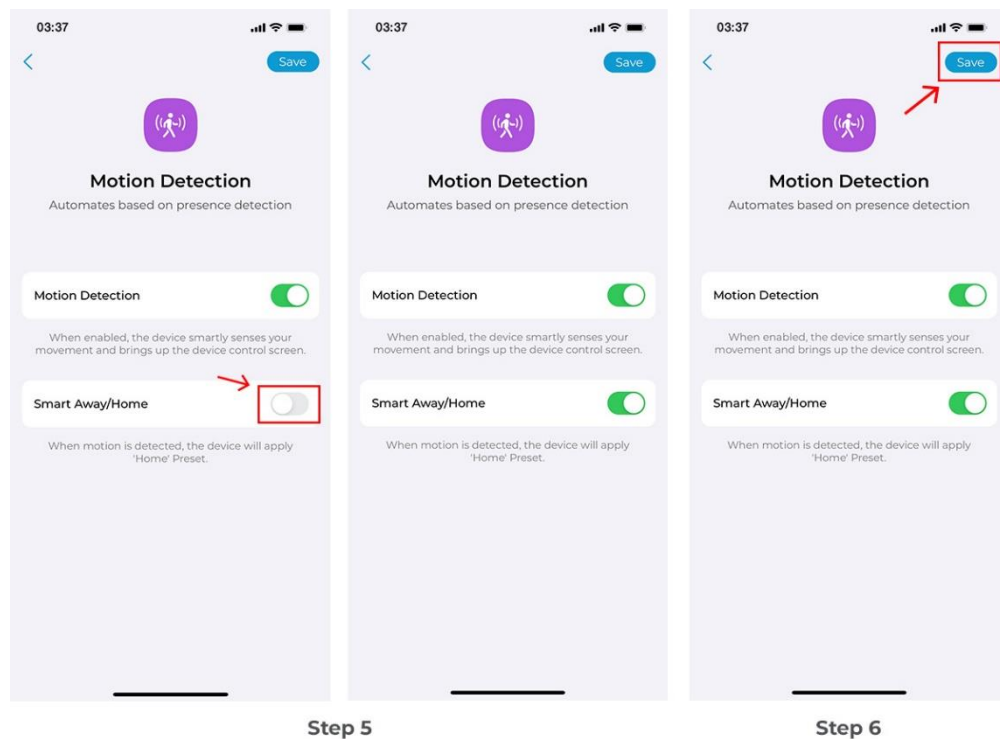 03:37
Save
Motion Detection
Automates based on presence detection
Motion Detection
When enabled, the device smartly senses your
movement and brings up the device control screen.
Smart Away/Home
When motion is detected, the device will apply
'Home' Preset.
03:37
Save
Motion Detection
Automates based on presence detection
Motion Detection
When enabled, the device smartly senses your
movement and brings up the device control screen.
Smart Away/Home
When motion is detected, the device will apply
'Home' Preset.
Step 5
03:37
Save
Motion Detection
Automates based on presence detection
Motion Detection
When enabled, the device smartly senses your
movement and brings up the device control screen.
Smart Away/Home
When motion is detected, the device will apply
'Home' Preset.
Step 6